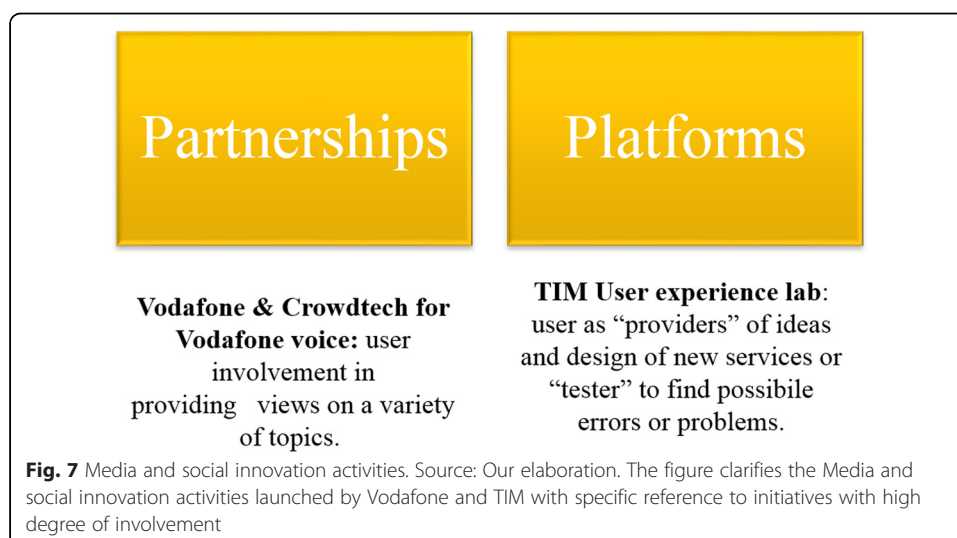 Partnerships
Platforms
Vodafone & Crowdtech for
Vodafone voice: user
involvement in
providing views on a variety
of topics.
TIM User experience lab:
user as “providers” of ideas
and design of new services or
“tester” to find possibile
errors or problems.
Fig. 7 Media and social innovation activities. Source: Our elaboration. The figure clarifies the Media and
social innovation activities launched by Vodafone and TIM with specific reference to initiatives with high
degree of involvement